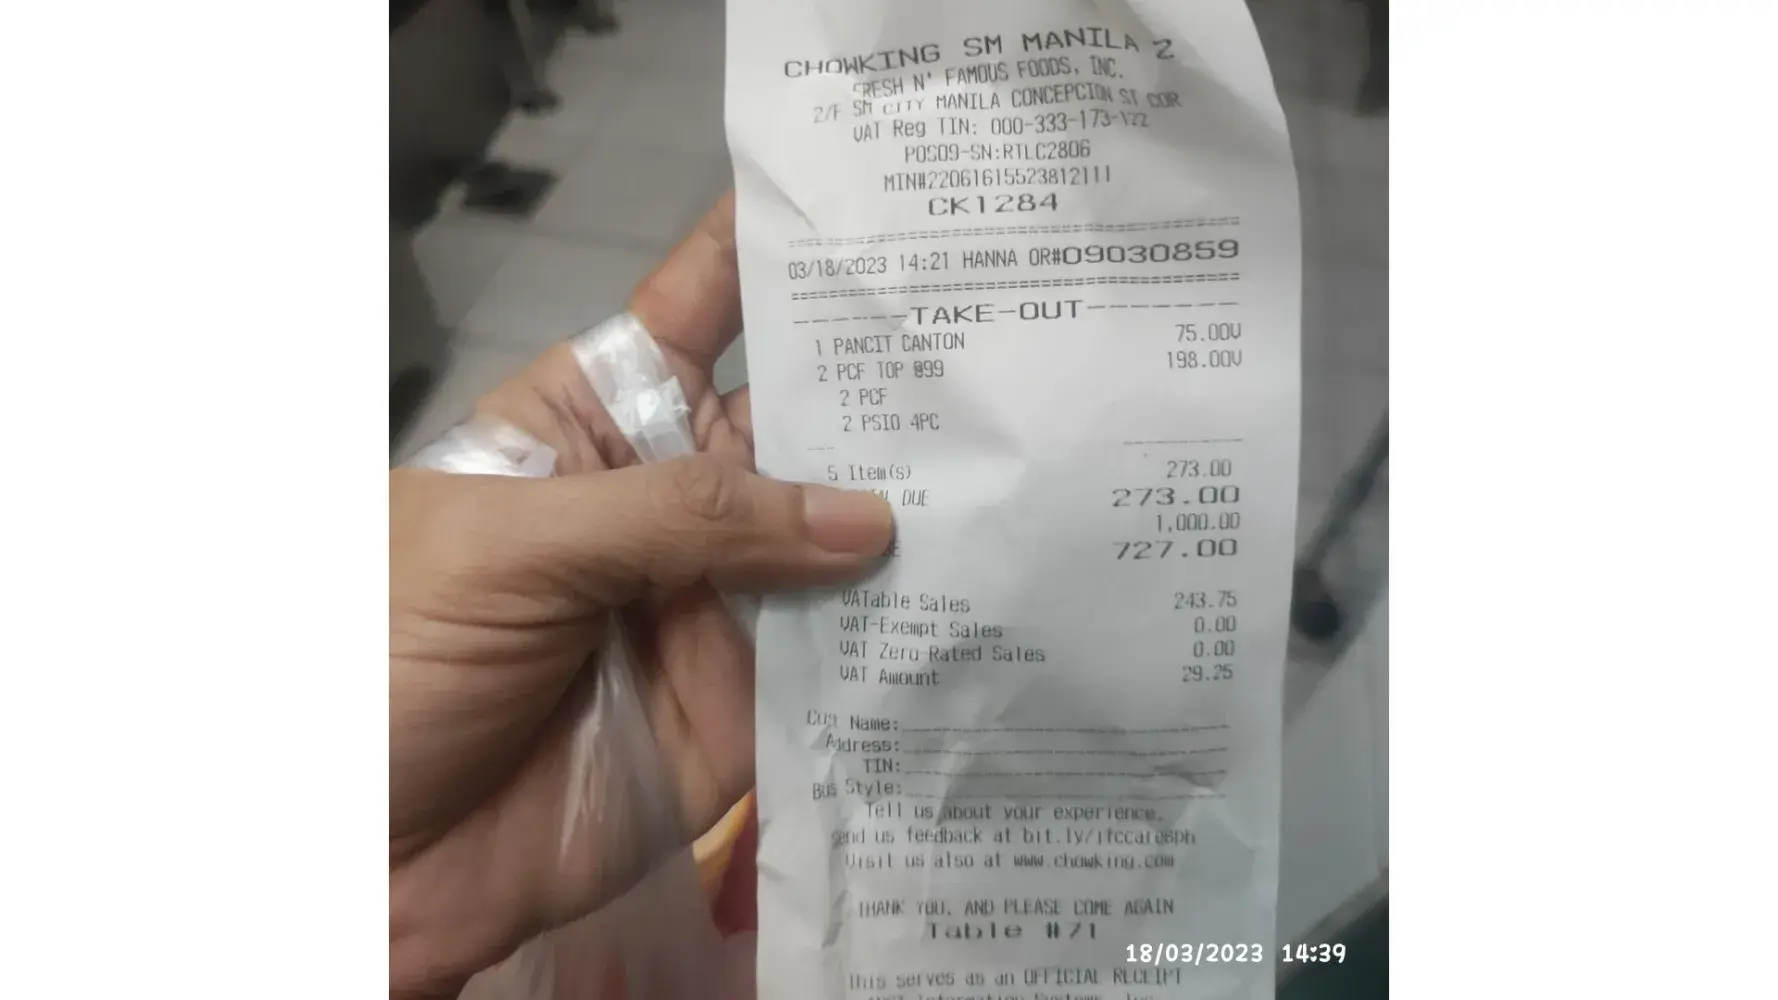 CHOWKING SM MANILA 2
FRESH N' FAMOUS FOODS, INC.
2/F SM CITY MANILA CONCEPCION ST COR
VAT Reg TIN: 000-333-173-122
POS09-SN:RTLC2806
MIN#22061615523812111
CK1284
03/18/2023 14:21 HANNA OR#09030859
------TAKE-OUT-------
1 PANCIT CANTON 75.00V
2 PCF TOP @99 198.00V
2 PCF
2 PSIO 4PC
5 Item(s) 273.00
DUE 273.00
1,000.00
727.00
VATable Sales 243.75
VAT-Exempt Sales 0.00
VAT Zero-Rated Sales 0.00
VAT Amount 29.25
Cus Name:
Address:
TIN:
Bus Style:
Tell us about your experience,
send us feedback at bit.ly/jfccaresph
Visit us also at www.chowking.com
THANK YOU, AND PLEASE COME AGAIN
Table #71
This serves as an OFFICIAL RECEIPT
18/03/2023 14:39